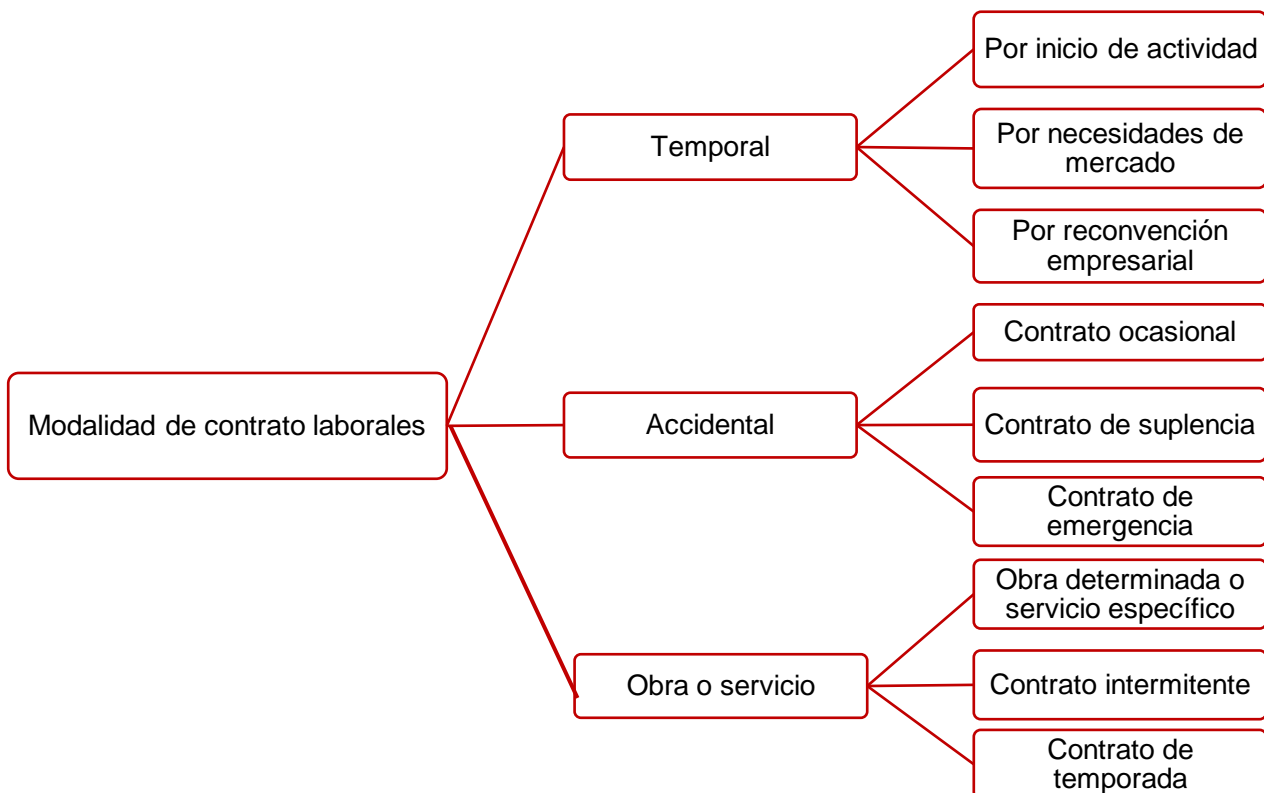 Modalidad de contrato laborales
Temporal
Por inicio de actividad
Por necesidades de
mercado
Por reconvención
empresarial
Accidental
Contrato ocasional
Contrato de suplencia
Contrato de
emergencia
Obra o servicio
Obra determinada o
servicio específico
Contrato intermitente
Contrato de
temporada